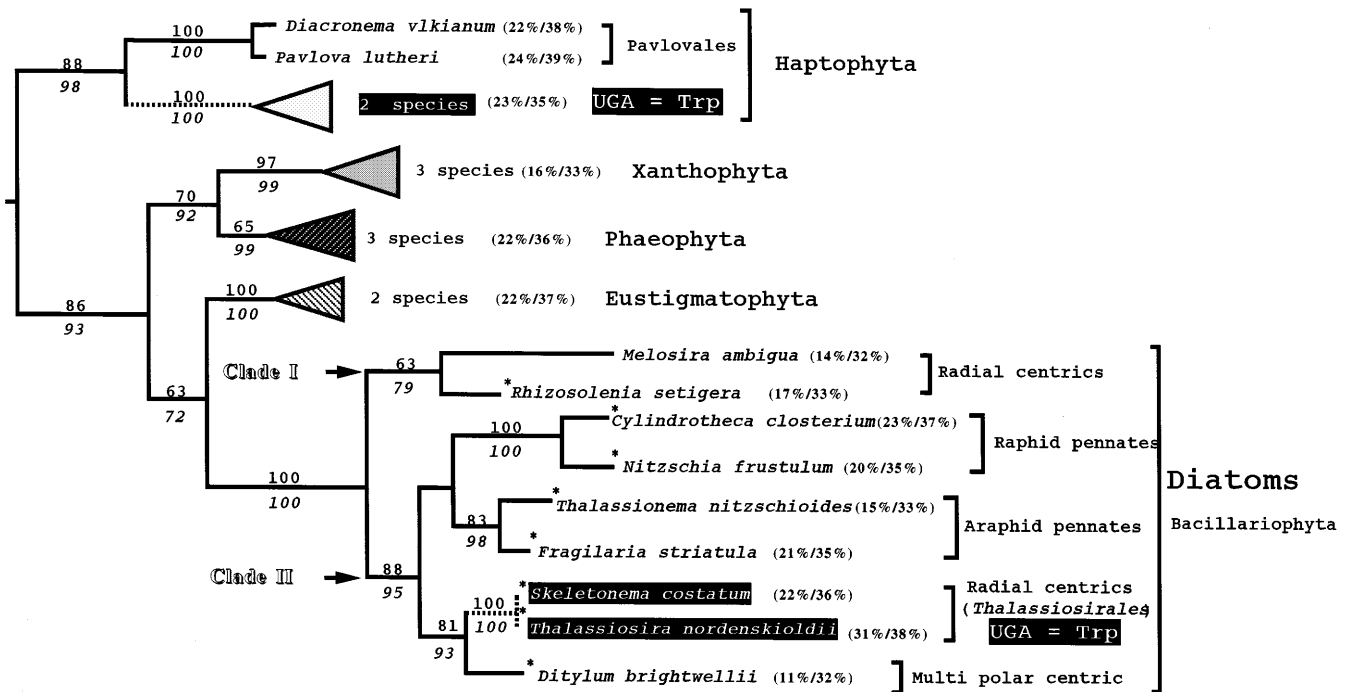 100
100
Diacronema vlkianum (22%/38%)
Pavlova lutheri (24%/39%)
Pavlovales
Haptophyta
88
98
100
100
2 species (23%/35%) UGA = Trp
97
99
3 species (16%/33%) Xanthophyta
70
92
65
99
3 species (22%/36%) Phaeophyta
100
100
2 species (22%/37%) Eustigmatophyta
86
93
Clade I
63
79
Melosira ambigua (14%/32%)
*Rhizosolenia setigera (17%/33%)
Radial centrics
63
72
100
100
*Cylindrotheca closterium(23%/37%)
*Nitzschia frustulum (20%/35%)
Raphid pennates
100
100
Diatoms
Bacillariophyta
83
98
*Thalassionema nitzschioides(15%/33%)
*Fragilaria striatula (21%/35%)
Araphid pennates
Clade II
88
95
100
100
*Skeletonema costatum (22%/36%)
*Thalassiosira nordenskioldii (31%/38%)
Radial centrics
(Thalassiosirales)
UGA = Trp
81
93
*Ditylum brightwellii (11%/32%)
Multi polar centric